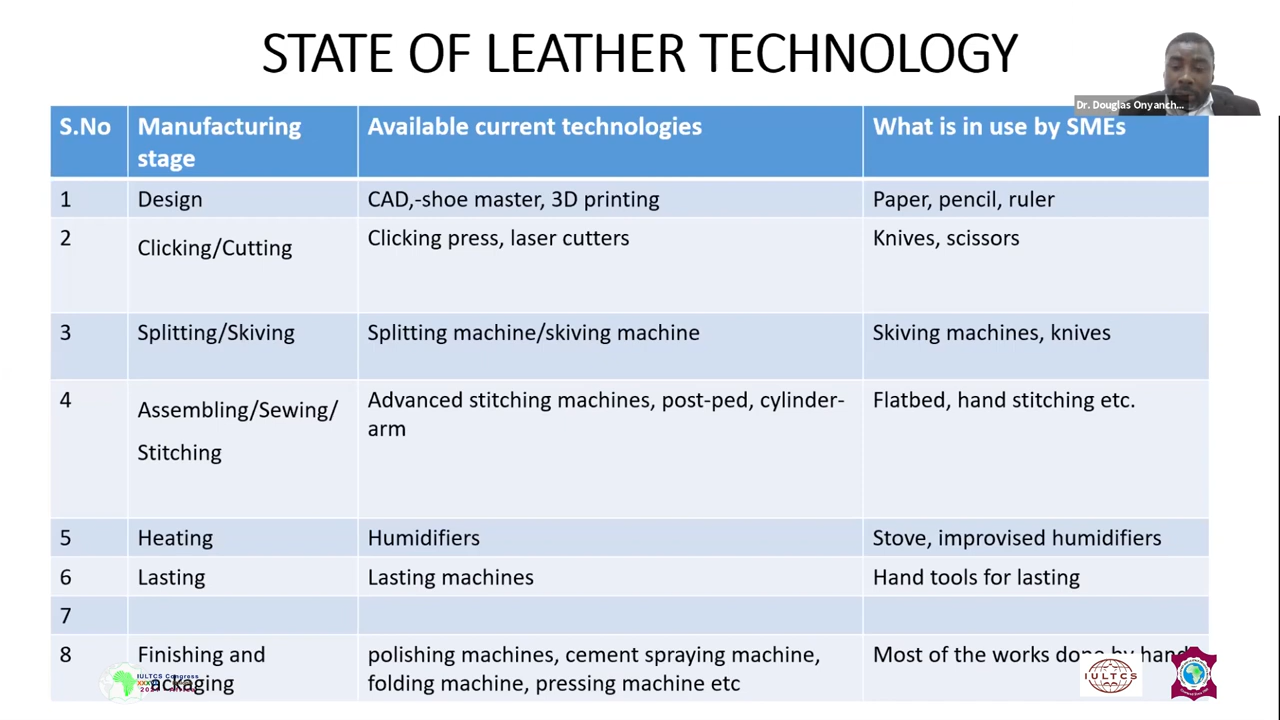 STATE OF LEATHER TECHNOLOGY
Dr. Douglas Onyanch...
S.No Manufacturing stage Available current technologies What is in use by SMEs
1 Design CAD,-shoe master, 3D printing Paper, pencil, ruler
2 Clicking/Cutting Clicking press, laser cutters Knives, scissors
3 Splitting/Skiving Splitting machine/skiving machine Skiving machines, knives
4 Assembling/Sewing/ Advanced stitching machines, post-ped, cylinder- Flatbed, hand stitching etc.
Stitching arm
5 Heating Humidifiers Stove, improvised humidifiers
6 Lasting Lasting machines Hand tools for lasting
7
8 Finishing and polishing machines, cement spraying machine, Most of the works done by hand
packaging folding machine, pressing machine etc
IULTCS Congress
IULTCS